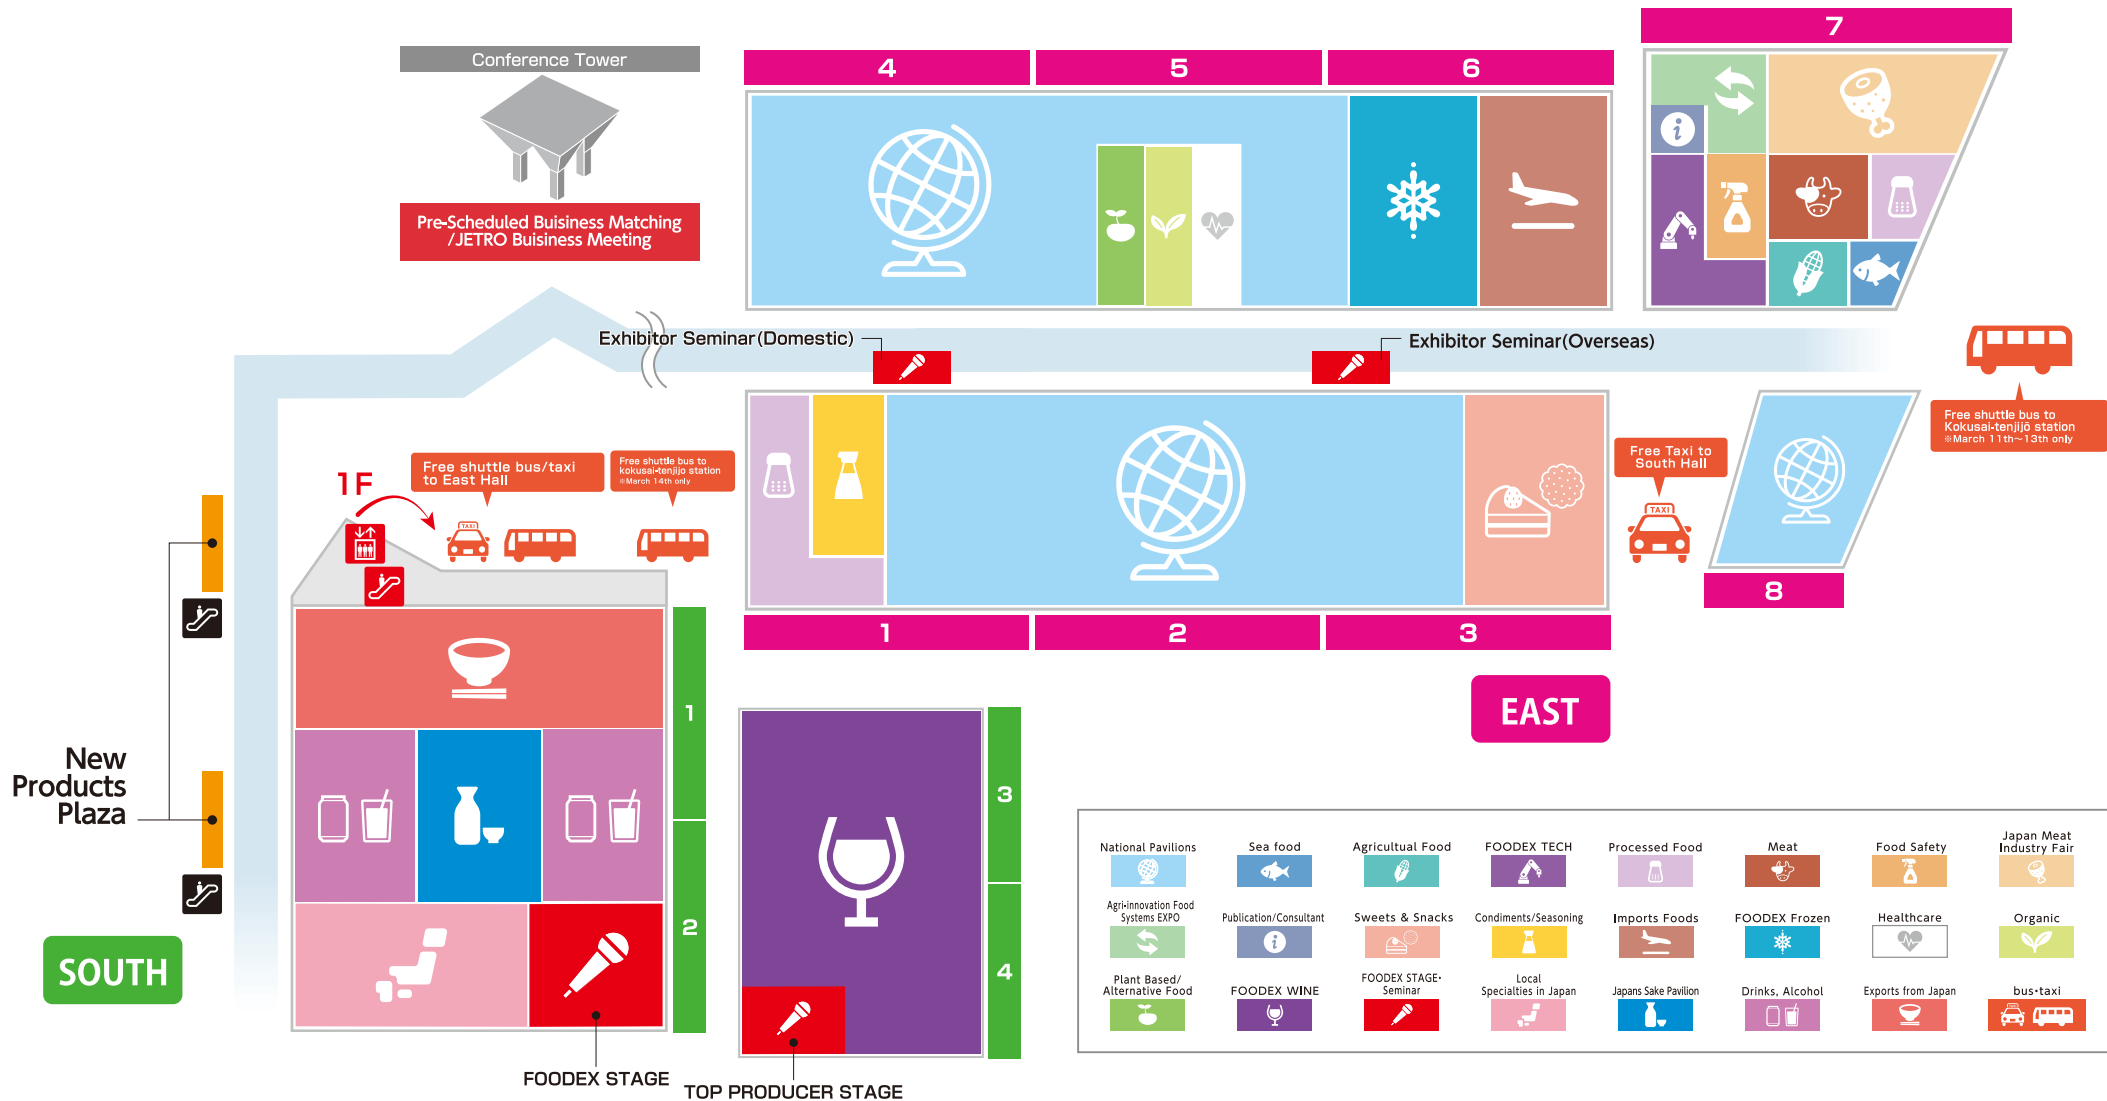 Conference Tower
Pre-Scheduled Buisiness Matching
/JETRO Buisiness Meeting
4
5
6
7
Exhibitor Seminar(Domestic)
Exhibitor Seminar(Overseas)
Free shuttle bus to
Kokusai-tenjijō station
※March 11th~13th only
1F
Free shuttle bus/taxi
to East Hall
Free shuttle bus to
kokusai-tenjijo station
※March 14th only
TAXI
Free Taxi to
South Hall
TAXI
1
2
3
8
EAST
New
Products
Plaza
1
2
3
4
SOUTH
FOODEX STAGE
TOP PRODUCER STAGE
National Pavilions
Sea food
Agricultual Food
FOODEX TECH
Processed Food
Meat
Food Safety
Japan Meat
Industry Fair
Agri-innovation Food
Systems EXPO
Publication/Consultant
Sweets & Snacks
Condiments/Seasoning
Imports Foods
FOODEX Frozen
Healthcare
Organic
Plant Based/
Alternative Food
FOODEX WINE
FOODEX STAGE・
Seminar
Local
Specialties in Japan
Japans Sake Pavilion
Drinks, Alcohol
Exports from Japan
bus・taxi